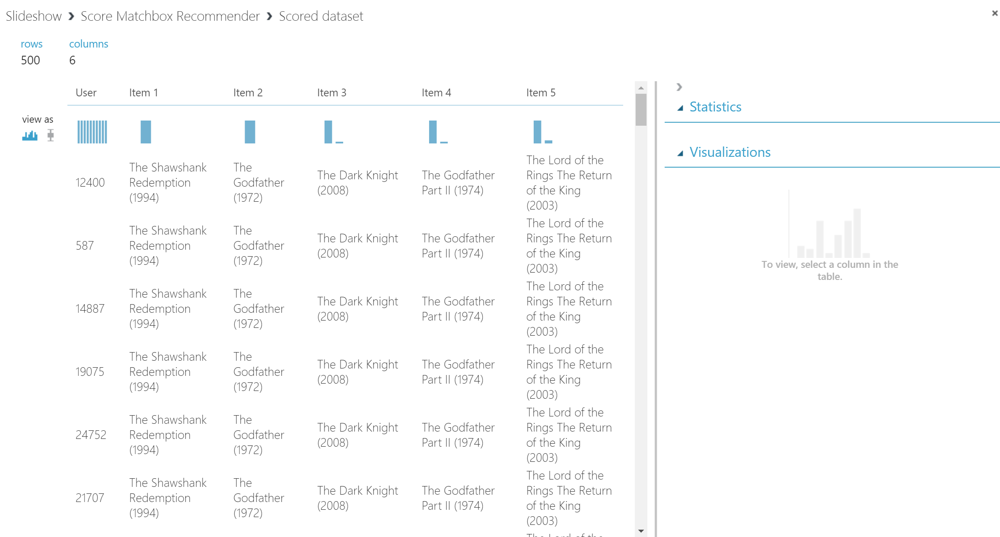 Slideshow › Score Matchbox Recommender › Scored dataset
rows columns
500 6
User Item 1 Item 2 Item 3 Item 4 Item 5
view as
12400
The Shawshank
Redemption
(1994)
The
Godfather
(1972)
The Dark Knight
(2008)
The Godfather
Part II (1974)
The Lord of the
Rings The Return
of the King
(2003)
587
The Shawshank
Redemption
(1994)
The
Godfather
(1972)
The Dark Knight
(2008)
The Godfather
Part II (1974)
The Lord of the
Rings The Return
of the King
(2003)
14887
The Shawshank
Redemption
(1994)
The
Godfather
(1972)
The Dark Knight
(2008)
The Godfather
Part II (1974)
The Lord of the
Rings The Return
of the King
(2003)
19075
The Shawshank
Redemption
(1994)
The
Godfather
(1972)
The Dark Knight
(2008)
The Godfather
Part II (1974)
The Lord of the
Rings The Return
of the King
(2003)
24752
The Shawshank
Redemption
(1994)
The
Godfather
(1972)
The Dark Knight
(2008)
The Godfather
Part II (1974)
The Lord of the
Rings The Return
of the King
(2003)
21707
The Shawshank
Redemption
(1994)
The
Godfather
(1972)
The Dark Knight
(2008)
The Godfather
Part II (1974)
The Lord of the
Rings The Return
of the King
(2003)
The Lord of the
Statistics
Visualizations
To view, select a column in the
table.